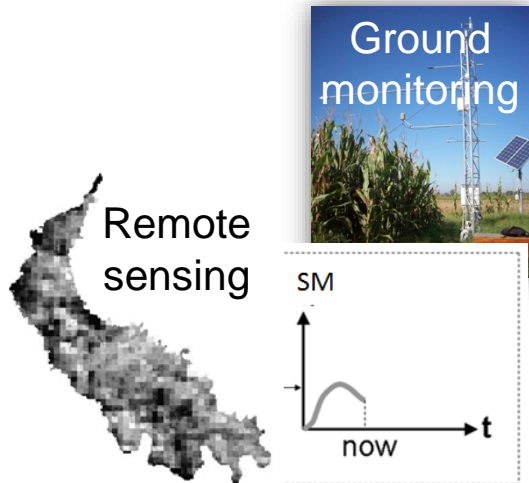 Ground
monitoring
Remote
sensing
SM
t
now